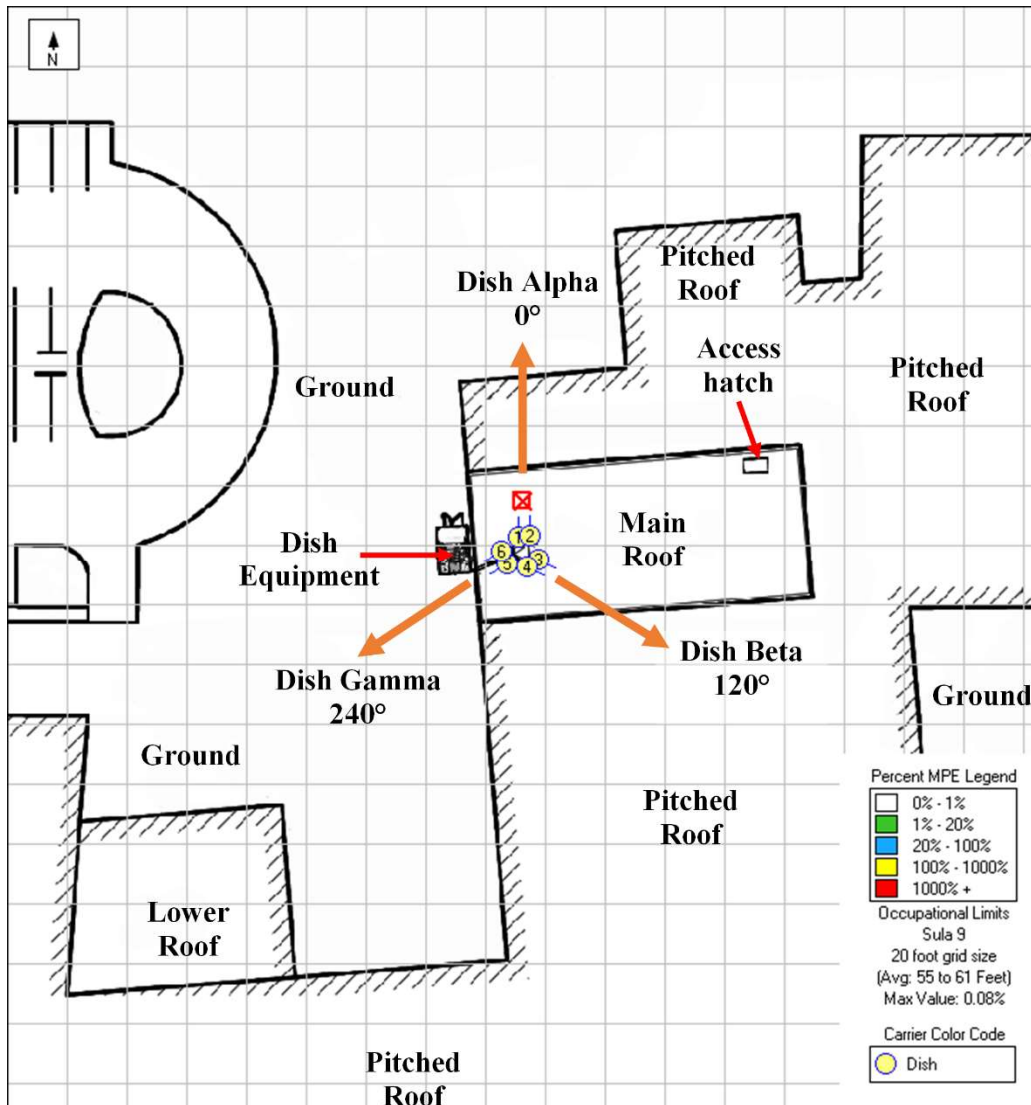 N
Dish Alpha
0°
Pitched
Roof
Access
hatch
Pitched
Roof
Ground
Main
Roof
Dish
Equipment
1
2
3
4
5
6
Dish Gamma
240°
Dish Beta
120°
Ground
Ground
Pitched
Roof
Lower
Roof
Pitched
Roof
Percent MPE Legend
0% - 1%
1% - 20%
20% - 100%
100% - 1000%
1000% +
Occupational Limits
Sula 9
20 foot grid size
(Avg: 55 to 61 Feet)
Max Value: 0.08%
Carrier Color Code
Dish